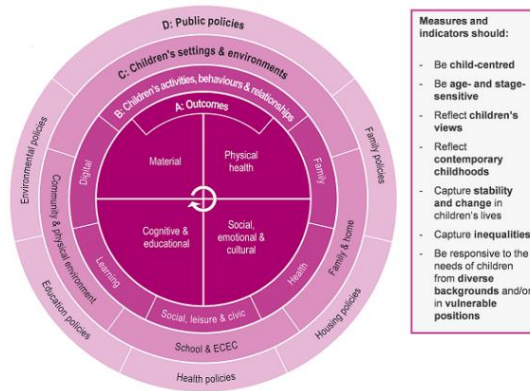 D: Public policies
C: Children's settings & environments
B: Children's activities, behaviours & relationships
A: Outcomes
Material
Physical
health
Cognitive &
educational
Social,
emotional &
cultural
Digital
Family
Learning
Health
Social, leisure & civic
Community & physical environment
Family & home
School & ECEC
Environmental policies
Family policies
Education policies
Housing policies
Health policies
Measures and
indicators should:
- Be child-centred
- Be age- and stage-
sensitive
- Reflect children's
views
- Reflect
contemporary
childhoods
- Capture stability
and change in
children's lives
- Capture inequalities
- Be responsive to the
needs of children
from diverse
backgrounds and/or
in vulnerable
positions